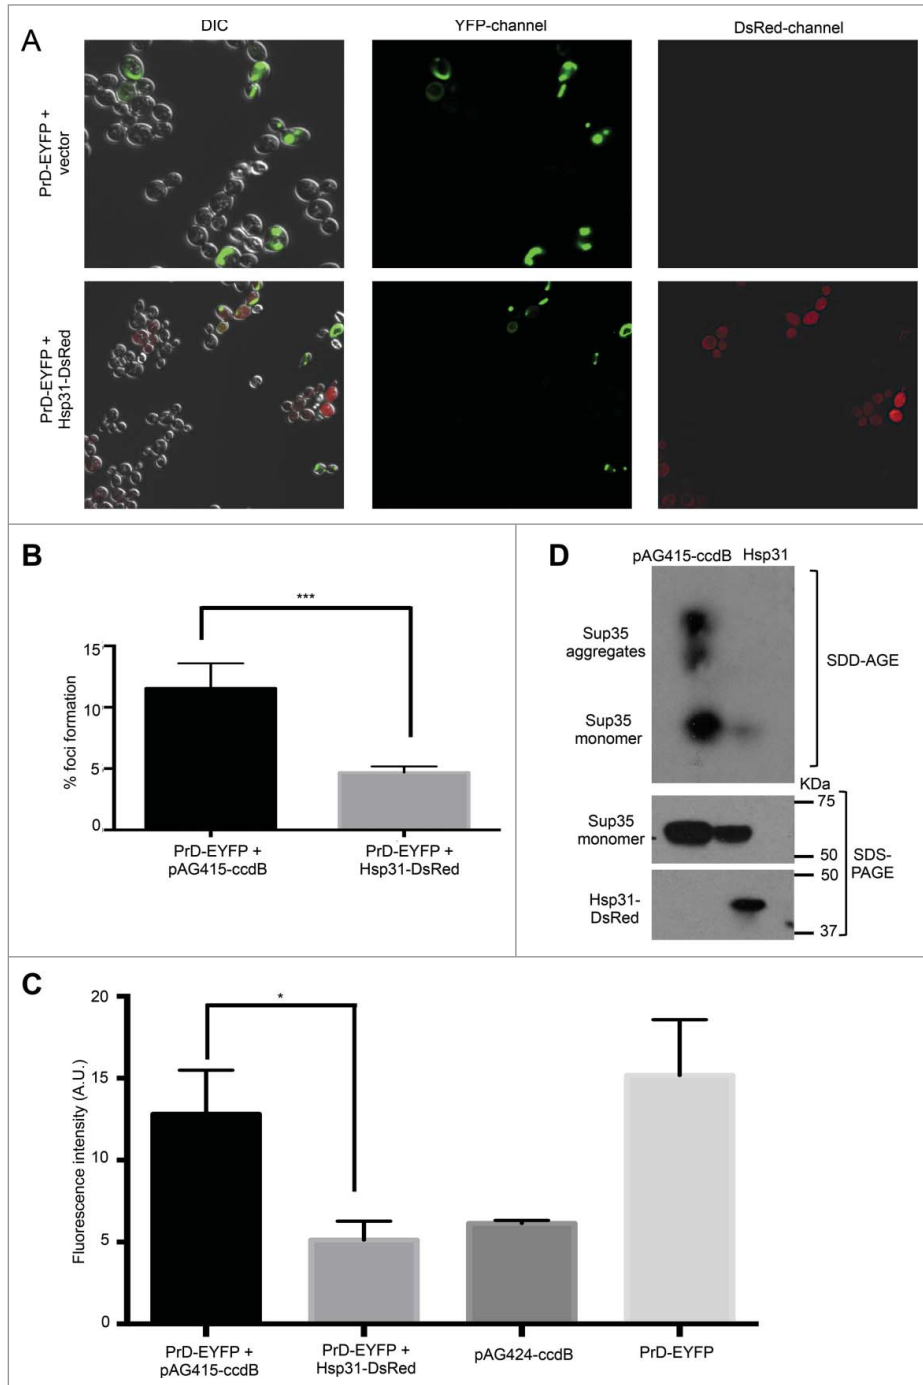 A
DIC
YFP-channel
DsRed-channel
PrD-EYFP +
vector
PrD-EYFP +
Hsp31-DsRed
B
***
% foci formation
15
10
5
0
PrD-EYFP +
pAG415-ccdB
PrD-EYFP +
Hsp31-DsRed
D
pAG415-ccdB
Hsp31
Sup35
aggregates
Sup35
monomer
SDD-AGE
KDa
75
Sup35
monomer
50
50
SDS-
PAGE
Hsp31-
DsRed
37
C
*
Fluorescence intensity (A.U.)
20
15
10
5
0
PrD-EYFP +
pAG415-ccdB
PrD-EYFP +
Hsp31-DsRed
pAG424-ccdB
PrD-EYFP